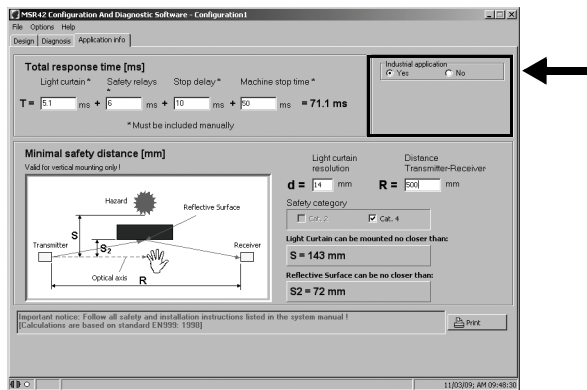 MSR42 Configuration And Diagnostic Software - Configuration1
File Options Help
Design Diagnosis Application info
Total response time [ms]
Light curtain * Safety relays * Stop delay * Machine stop time *
T = 5.1 ms + 6 ms + 10 ms + 50 ms = 71.1 ms
* Must be included manually
Industrial application
Yes No
Minimal safety distance [mm]
Valid for vertical mounting only !
Hazard
Reflective Surface
S
S2
Transmitter
Receiver
Optical axis
R
Light curtain resolution
Distance Transmitter-Receiver
d = 14 mm R = 500 mm
Safety category
Cat. 2 Cat. 4
Light Curtain can be mounted no closer than:
S = 143 mm
Reflective Surface can be no closer than:
S2 = 72 mm
Important notice: Follow all safety and installation instructions listed in the system manual !
[Calculations are based on standard EN999: 1998]
Print
11/03/09; AM 09:48:30